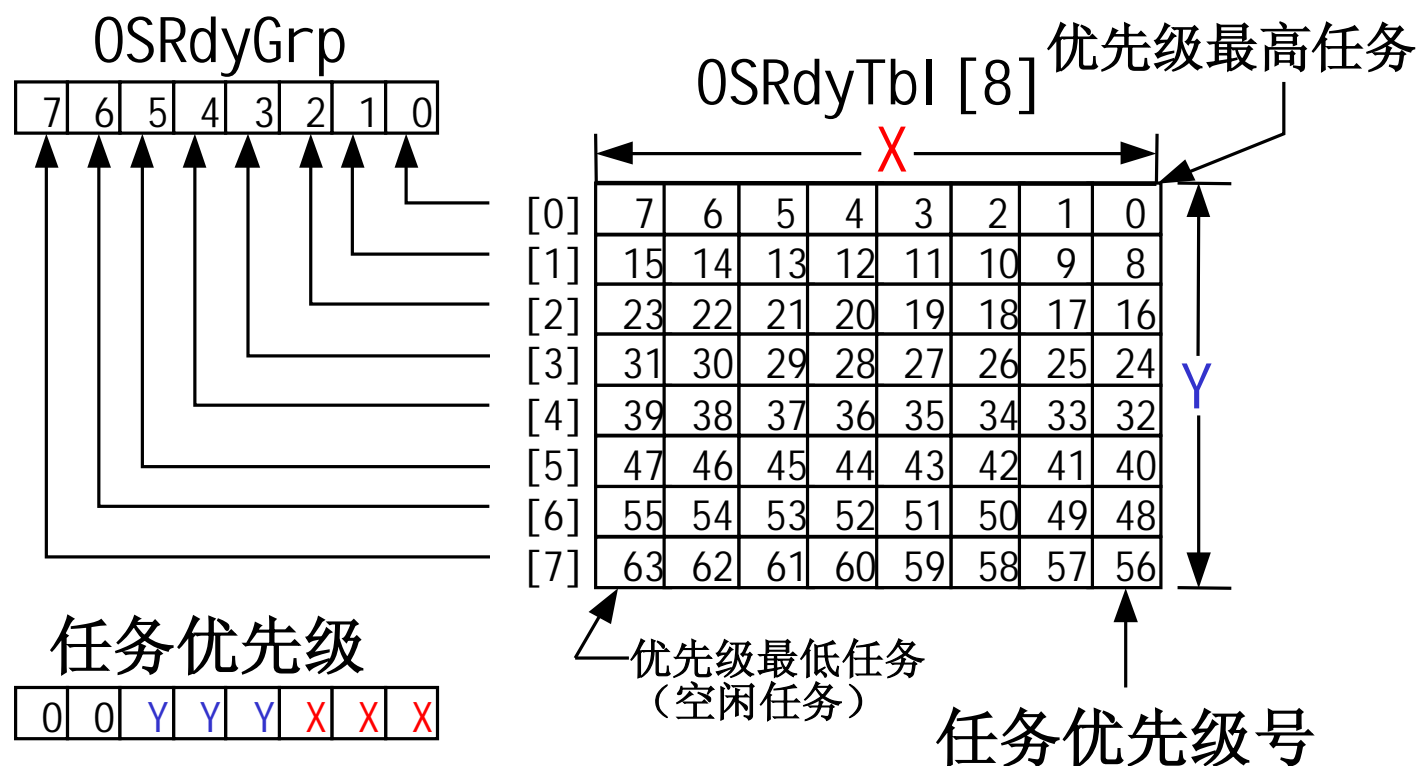 OSRdyGrp
7 6 5 4 3 2 1 0
OSRdyTbl[8]
优先级最高任务
X
[0] 7 6 5 4 3 2 1 0
[1] 15 14 13 12 11 10 9 8
[2] 23 22 21 20 19 18 17 16
[3] 31 30 29 28 27 26 25 24
[4] 39 38 37 36 35 34 33 32
[5] 47 46 45 44 43 42 41 40
[6] 55 54 53 52 51 50 49 48
[7] 63 62 61 60 59 58 57 56
Y
任务优先级
0 0 Y Y Y X X X
优先级最低任务
（空闲任务）
任务优先级号